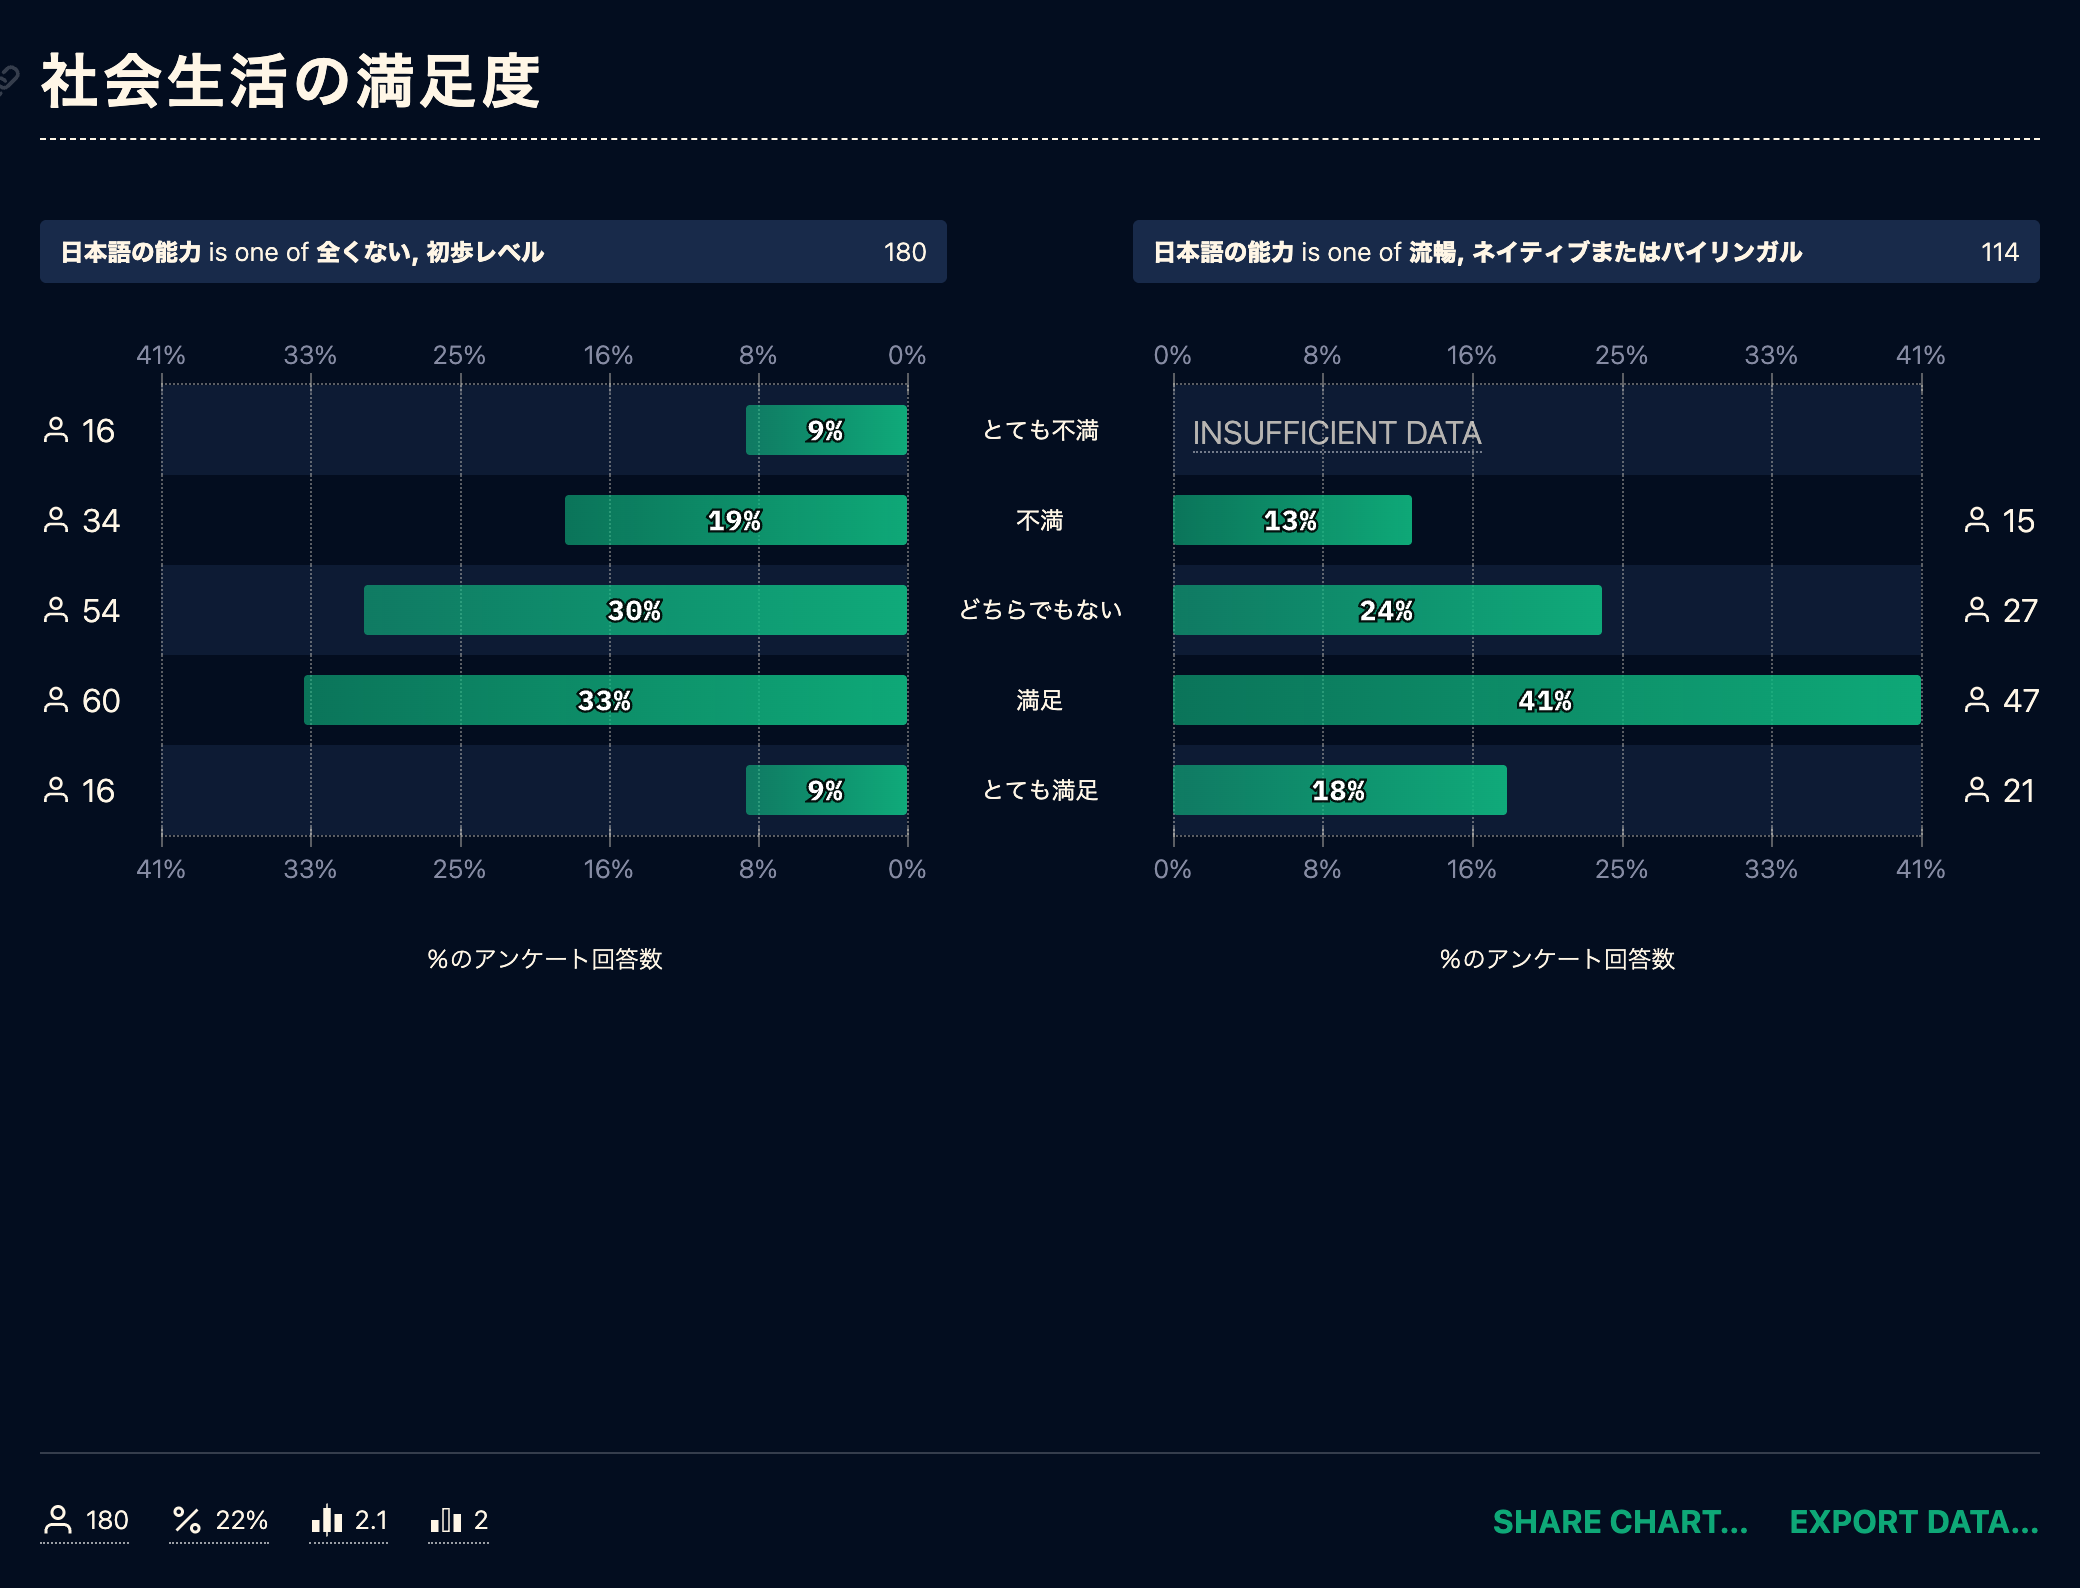 社会生活の満足度
日本語の能力 is one of 全くない, 初歩レベル 180
日本語の能力 is one of 流暢, ネイティブまたはバイリンガル 114
41% 33% 25% 16% 8% 0%
0% 8% 16% 25% 33% 41%
16 9% とても不満 INSUFFICIENT DATA
34 19% 不満 13% 15
54 30% どちらでもない 24% 27
60 33% 満足 41% 47
16 9% とても満足 18% 21
41% 33% 25% 16% 8% 0%
0% 8% 16% 25% 33% 41%
%のアンケート回答数
%のアンケート回答数
180 22% 2.1 2
SHARE CHART... EXPORT DATA...